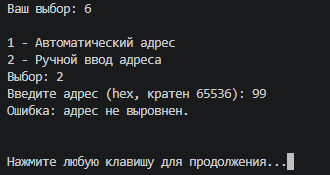 Ваш выбор: 6
1 - Автоматический адрес
2 - Ручной ввод адреса
Выбор: 2
Введите адрес (hex, кратен 65536): 99
Ошибка: адрес не выровнен.
Нажмите любую клавишу для продолжения...